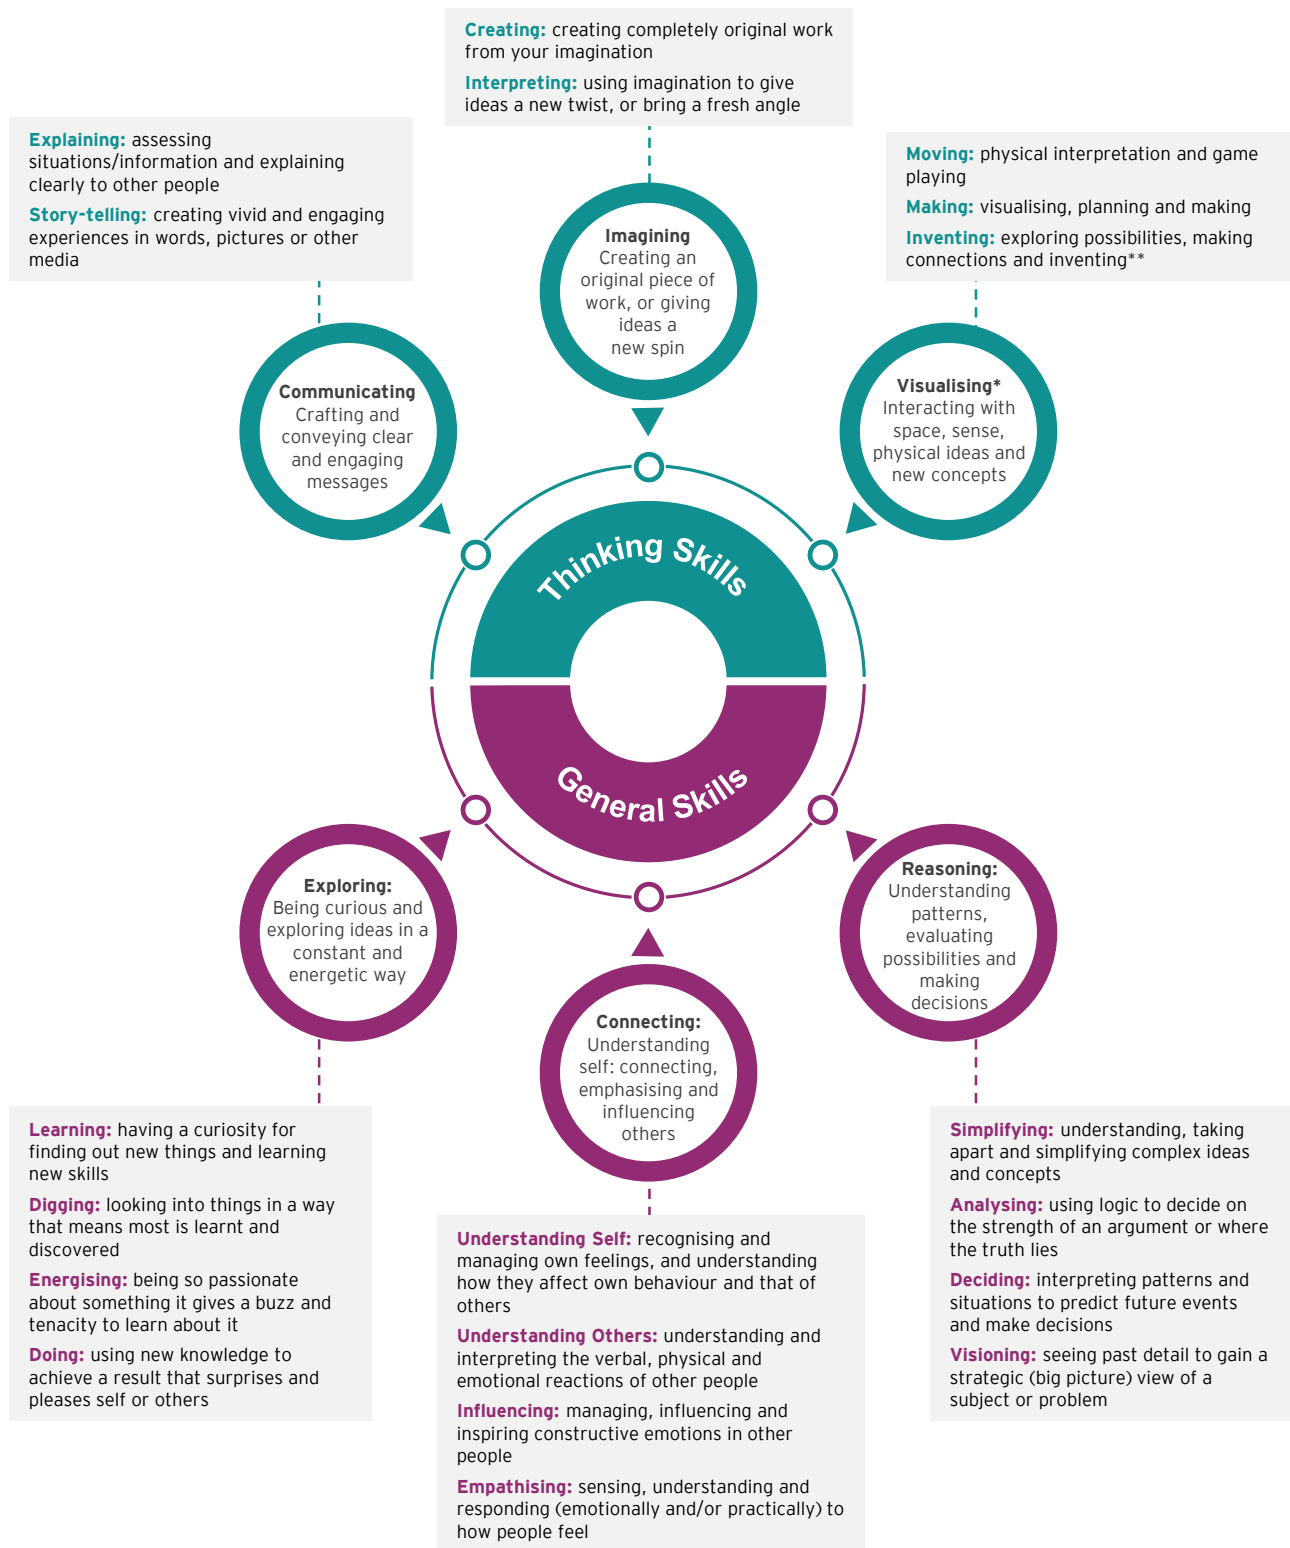 Creating: creating completely original work
from your imagination
Interpreting: using imagination to give
ideas a new twist, or bring a fresh angle
Explaining: assessing
situations/information and explaining
clearly to other people
Story-telling: creating vivid and engaging
experiences in words, pictures or other
media
Moving: physical interpretation and game
playing
Making: visualising, planning and making
Inventing: exploring possibilities, making
connections and inventing**
Imagining
Creating an
original piece of
work, or giving
ideas a
new spin
Communicating
Crafting and
conveying clear
and engaging
messages
Visualising*
Interacting with
space, sense,
physical ideas and
new concepts
Thinking Skills
General Skills
Exploring:
Being curious and
exploring ideas in a
constant and
energetic way
Connecting:
Understanding
self: connecting,
emphasising and
influencing
others
Reasoning:
Understanding
patterns,
evaluating
possibilities and
making
decisions
Learning: having a curiosity for
finding out new things and learning
new skills
Digging: looking into things in a way
that means most is learnt and
discovered
Energising: being so passionate
about something it gives a buzz and
tenacity to learn about it
Doing: using new knowledge to
achieve a result that surprises and
pleases self or others
Understanding Self: recognising and
managing own feelings, and understanding
how they affect own behaviour and that of
others
Understanding Others: understanding and
interpreting the verbal, physical and
emotional reactions of other people
Influencing: managing, influencing and
inspiring constructive emotions in other
people
Empathising: sensing, understanding and
responding (emotionally and/or practically) to
how people feel
Simplifying: understanding, taking
apart and simplifying complex ideas
and concepts
Analysing: using logic to decide on
the strength of an argument or where
the truth lies
Deciding: interpreting patterns and
situations to predict future events
and make decisions
Visioning: seeing past detail to gain a
strategic (big picture) view of a
subject or problem